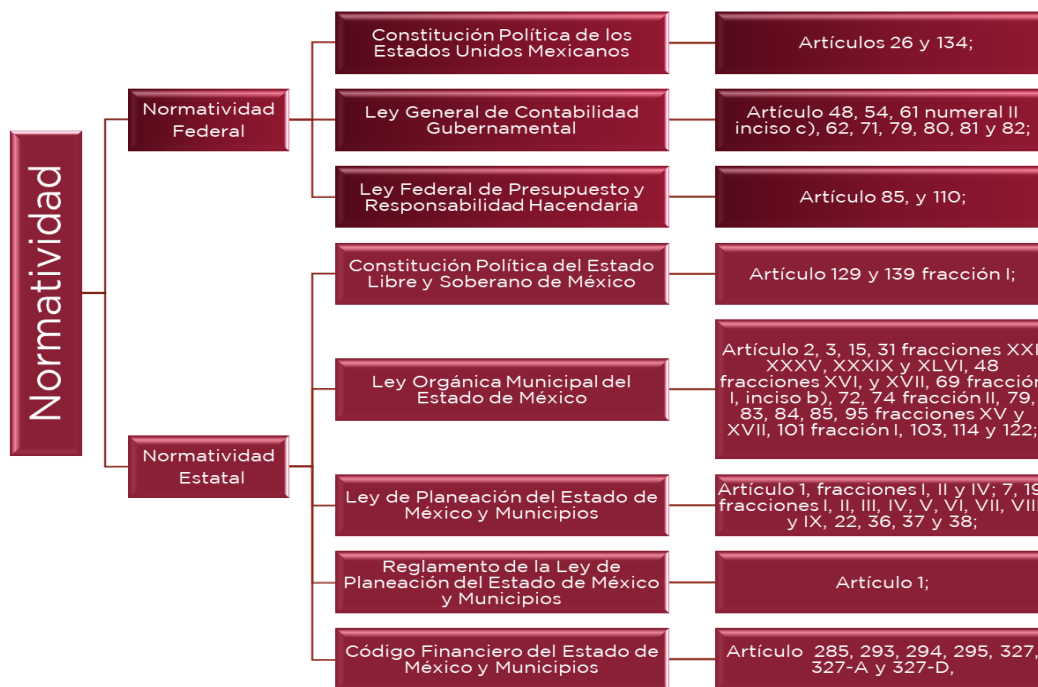 Normatividad
Normatividad
Federal
Constitución Política de los
Estados Unidos Mexicanos
Artículos 26 y 134;
Ley General de Contabilidad
Gubernamental
Artículo 48, 54, 61 numeral II
inciso c), 62, 71, 79, 80, 81 y 82;
Ley Federal de Presupuesto y
Responsabilidad Hacendaria
Artículo 85, y 110;
Normatividad
Estatal
Constitución Política del Estado
Libre y Soberano de México
Artículo 129 y 139 fracción I;
Ley Orgánica Municipal del
Estado de México
Artículo 2, 3, 15, 31 fracciones XXI
XXXV, XXXIX y XLVI, 48
fracciones XVI, y XVII, 69 fracción
I, inciso b), 72, 74 fracción II, 79,
83, 84, 85, 95 fracciones XV y
XVII, 101 fracción I, 103, 114 y 122;
Ley de Planeación del Estado de
México y Municipios
Artículo 1, fracciones I, II y IV; 7, 19
fracciones I, II, III, IV, V, VI, VII, VIII
y IX, 22, 36, 37 y 38;
Reglamento de la Ley de
Planeación del Estado de México
y Municipios
Artículo 1;
Código Financiero del Estado de
México y Municipios
Artículo 285, 293, 294, 295, 327,
327-A y 327-D,